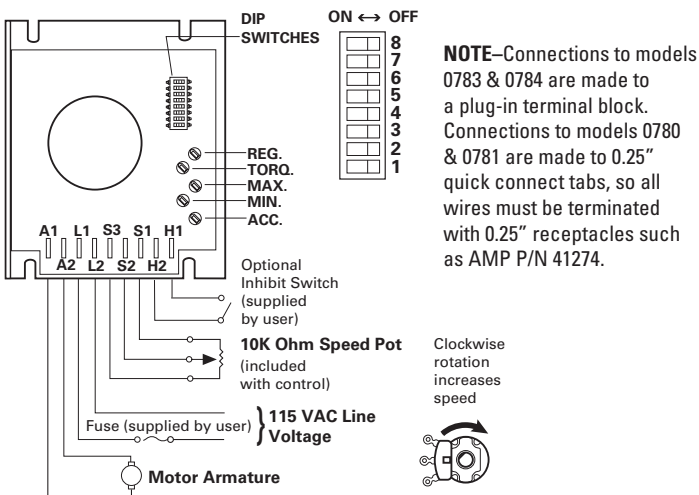 DIP
SWITCHES
ON ↔ OFF
8
7
6
5
4
3
2
1
REG.
TORQ.
MAX.
MIN.
ACC.
A1 L1 S3 S1 H1
A2 L2 S2 H2
Optional
Inhibit Switch
(supplied
by user)
10K Ohm Speed Pot
(included
with control)
Fuse (supplied by user)
115 VAC Line
Voltage
Motor Armature
NOTE–Connections to models
0783 & 0784 are made to
a plug-in terminal block.
Connections to models 0780
& 0781 are made to 0.25”
quick connect tabs, so all
wires must be terminated
with 0.25” receptacles such
as AMP P/N 41274.
Clockwise
rotation
increases
speed